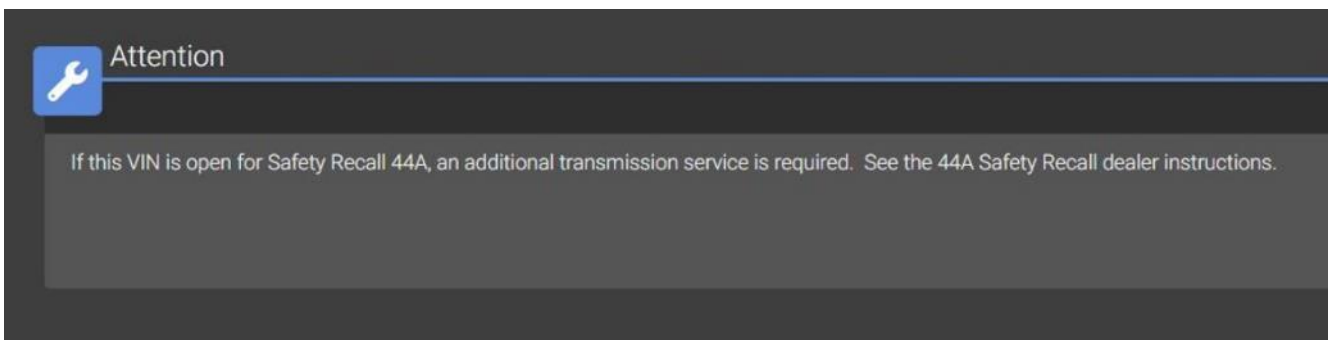 Attention
If this VIN is open for Safety Recall 44A, an additional transmission service is required.  See the 44A Safety Recall dealer instructions.